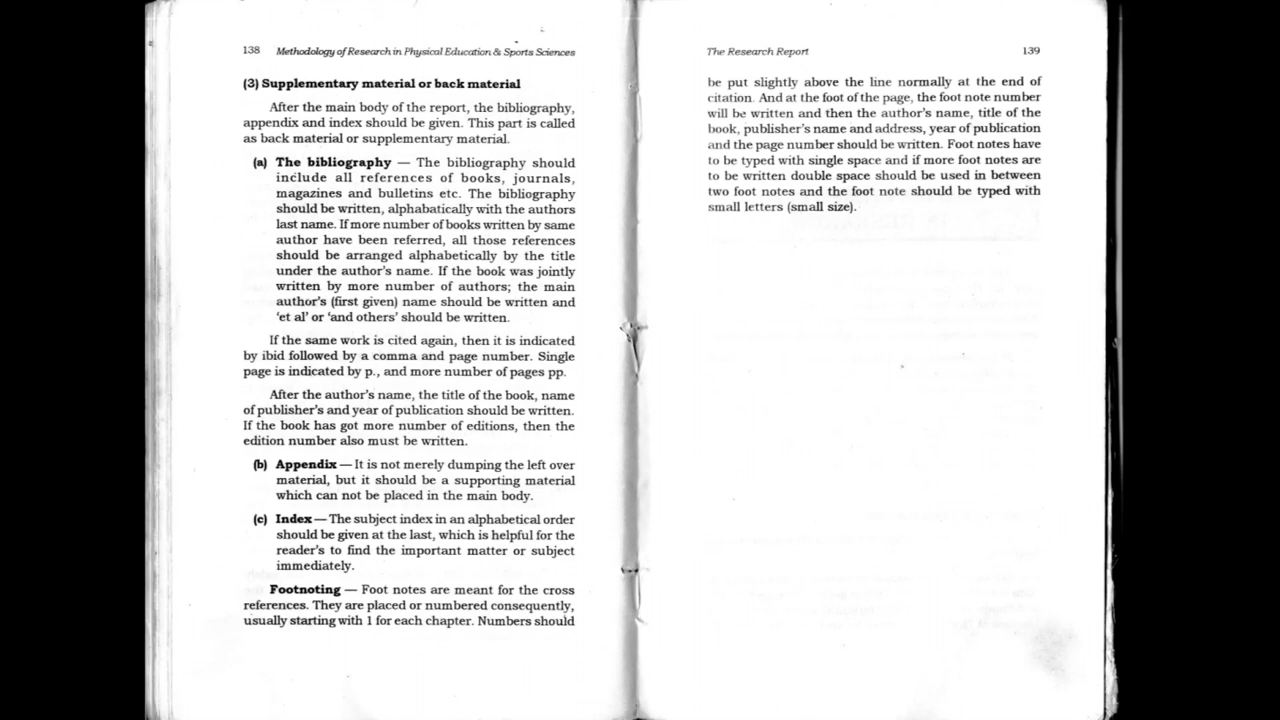 138 Methodology of Research in Physical Education & Sports Sciences
(3) Supplementary material or back material
After the main body of the report, the bibliography,
appendix and index should be given. This part is called
as back material or supplementary material.
(a) The bibliography — The bibliography should
include all references of books, journals,
magazines and bulletins etc. The bibliography
should be written, alphabatically with the authors
last name. If more number of books written by same
author have been referred, all those references
should be arranged alphabetically by the title
under the author's name. If the book was jointly
written by more number of authors; the main
author's (first given) name should be written and
‘et al’ or ‘and others’ should be written.
If the same work is cited again, then it is indicated
by ibid followed by a comma and page number. Single
page is indicated by p., and more number of pages pp.
After the author's name, the title of the book, name
of publisher's and year of publication should be written.
If the book has got more number of editions, then the
edition number also must be written.
(b) Appendix — It is not merely dumping the left over
material, but it should be a supporting material
which can not be placed in the main body.
(c) Index — The subject index in an alphabetical order
should be given at the last, which is helpful for the
reader's to find the important matter or subject
immediately.
Footnoting — Foot notes are meant for the cross
references. They are placed or numbered consequently,
usually starting with 1 for each chapter. Numbers should
The Research Report 139
be put slightly above the line normally at the end of
citation. And at the foot of the page, the foot note number
will be written and then the author's name, title of the
book, publisher's name and address, year of publication
and the page number should be written. Foot notes have
to be typed with single space and if more foot notes are
to be written double space should be used in between
two foot notes and the foot note should be typed with
small letters (small size).